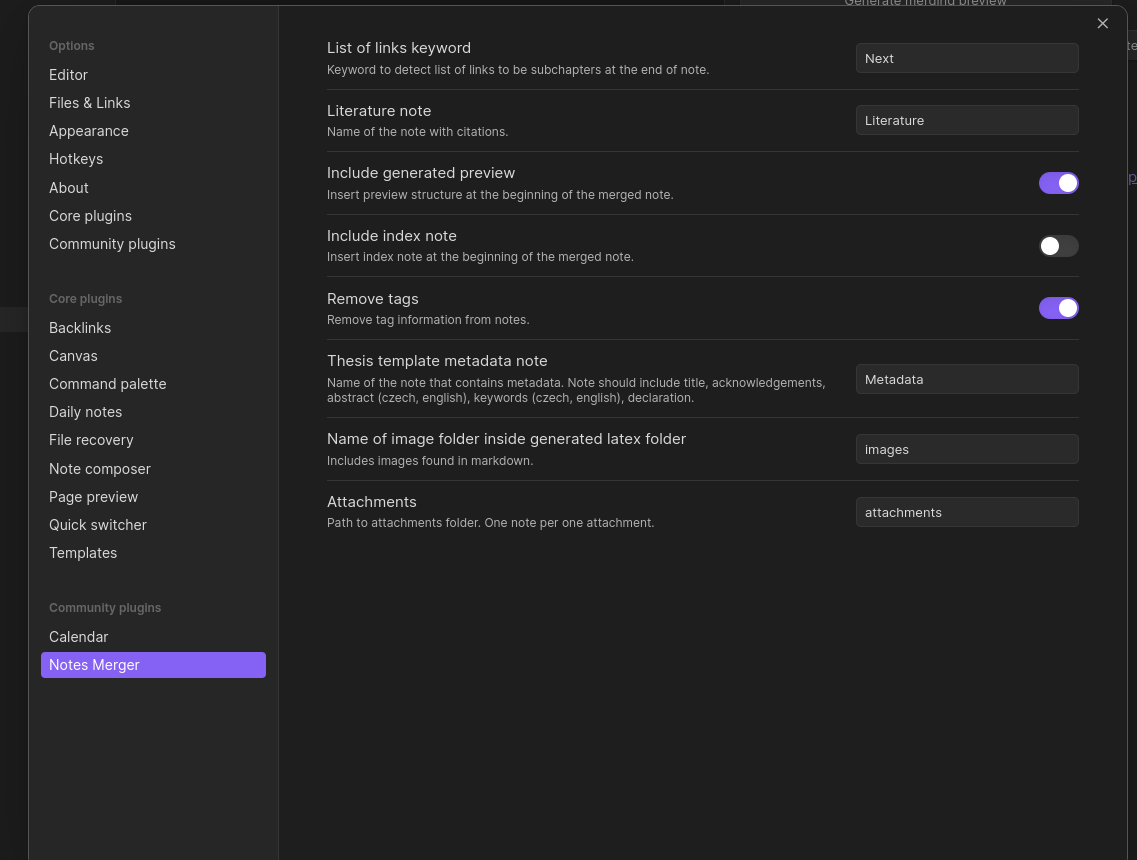 Generate merging preview
Options
Editor
Files & Links
Appearance
Hotkeys
About
Core plugins
Community plugins
Core plugins
Backlinks
Canvas
Command palette
Daily notes
File recovery
Note composer
Page preview
Quick switcher
Templates
Community plugins
Calendar
Notes Merger
List of links keyword
Keyword to detect list of links to be subchapters at the end of note.
Next
Literature note
Name of the note with citations.
Literature
Include generated preview
Insert preview structure at the beginning of the merged note.
Include index note
Insert index note at the beginning of the merged note.
Remove tags
Remove tag information from notes.
Thesis template metadata note
Name of the note that contains metadata. Note should include title, acknowledgements,
abstract (czech, english), keywords (czech, english), declaration.
Metadata
Name of image folder inside generated latex folder
Includes images found in markdown.
images
Attachments
Path to attachments folder. One note per one attachment.
attachments